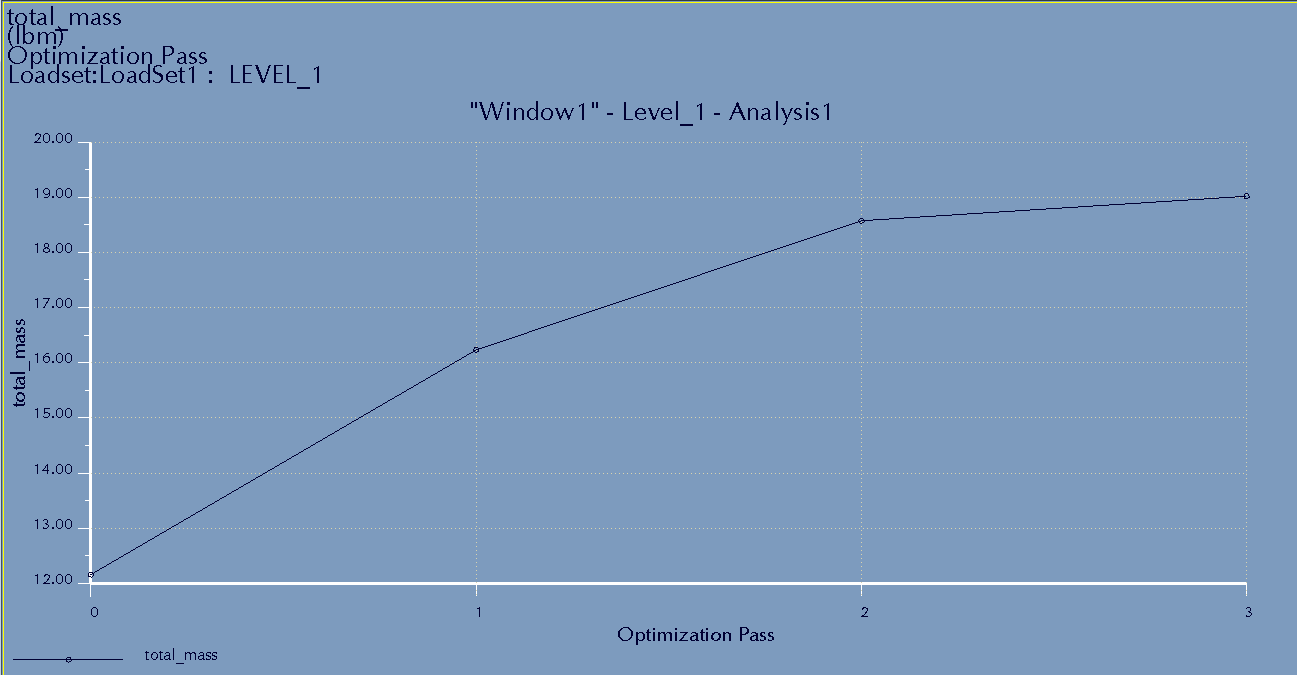 total_mass
(lbm)
Optimization Pass
Loadset:LoadSet1 : LEVEL_1
"Window1" - Level_1 - Analysis1
20.00
19.00
18.00
17.00
16.00
15.00
14.00
13.00
12.00
total_mass
0 1 2 3
Optimization Pass
total_mass